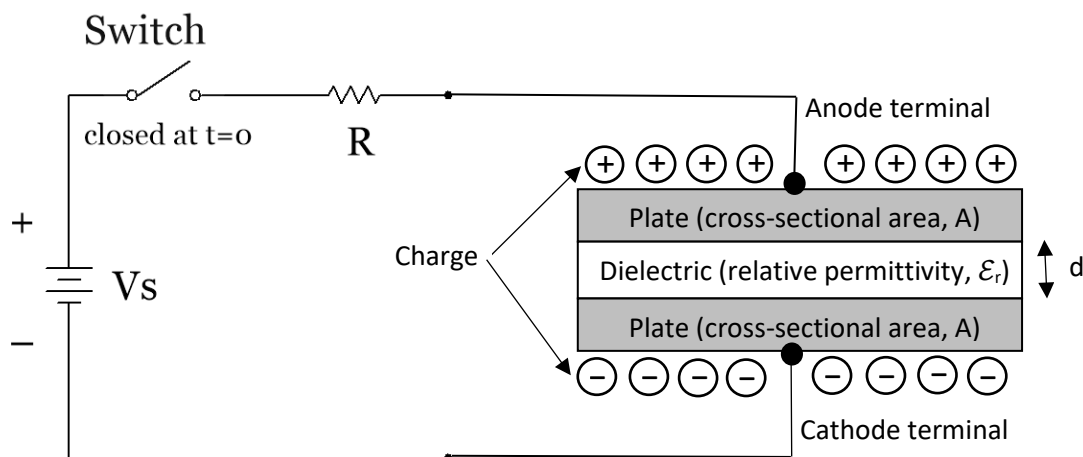 Switch
closed at t=0
R
Anode terminal
+ + + + + + + +
Plate (cross-sectional area, A)
+
Charge
Dielectric (relative permittivity, Ɛr)
d
Vs
Plate (cross-sectional area, A)
−
− − − − − − − −
Cathode terminal